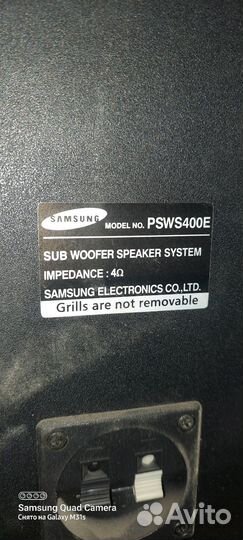 SAMSUNG
MODEL NO. PSWS400E
SUB WOOFER SPEAKER SYSTEM
IMPEDANCE : 4Ω
SAMSUNG ELECTRONICS CO.,LTD.
Grills are not removable
Samsung Quad Camera
Снято на Galaxy M31s
Avito